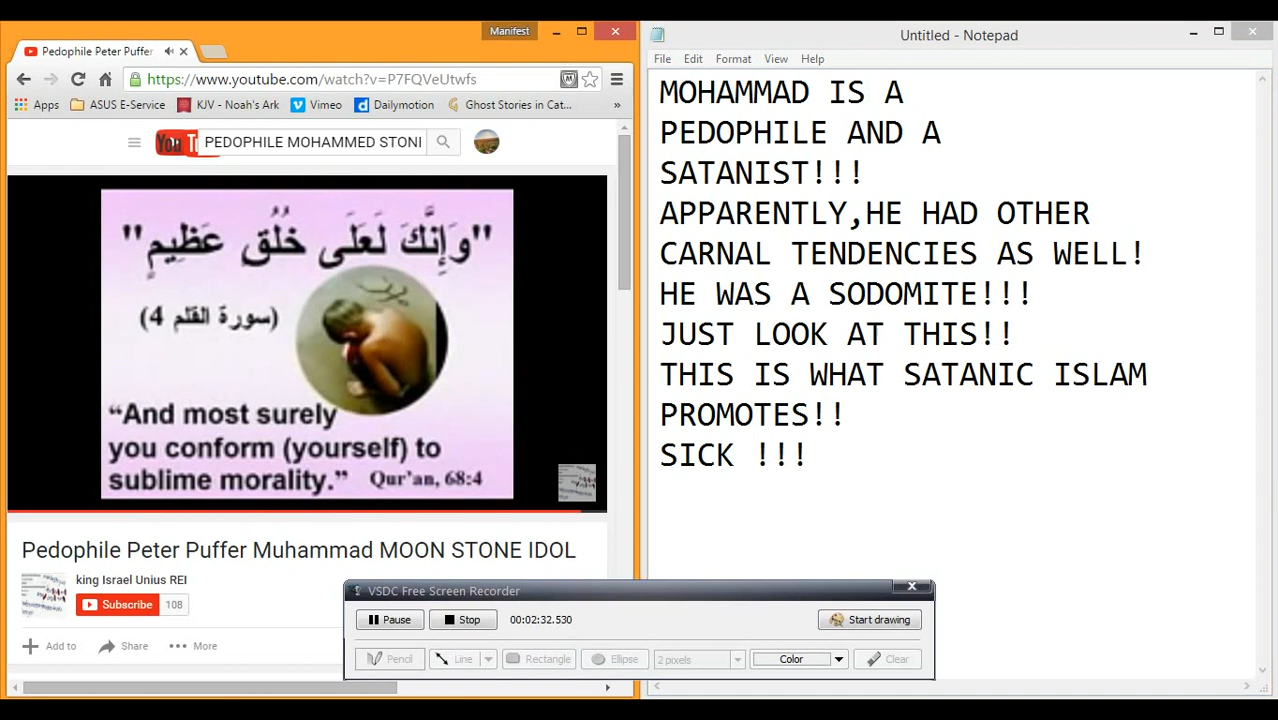 Manifest
Pedophile Peter Puffer
https://www.youtube.com/watch?v=P7FQVeUtwfs
Apps
ASUS E-Service
KJV - Noah's Ark
Vimeo
Dailymotion
Ghost Stories in Cat...
»
You T
PEDOPHILE MOHAMMED STONI
"وَإِنَّكَ لَعَلَى خُلُقٍ عَظِيمٍ"
(سورة القلم 4)
“And most surely
you conform (yourself) to
sublime morality.” Qur'an, 68:4
Pedophile Peter Puffer Muhammad MOON STONE IDOL
king Israel Unius REI
Subscribe 108
Add to
Share
More
Untitled - Notepad
File Edit Format View Help
MOHAMMAD IS A
PEDOPHILE AND A
SATANIST!!!
APPARENTLY,HE HAD OTHER
CARNAL TENDENCIES AS WELL!
HE WAS A SODOMITE!!!
JUST LOOK AT THIS!!
THIS IS WHAT SATANIC ISLAM
PROMOTES!!
SICK !!!
VSDC Free Screen Recorder
Pause
Stop
00:02:32.530
Start drawing
Pencil
Line
Rectangle
Ellipse
2 pixels
Color
Clear